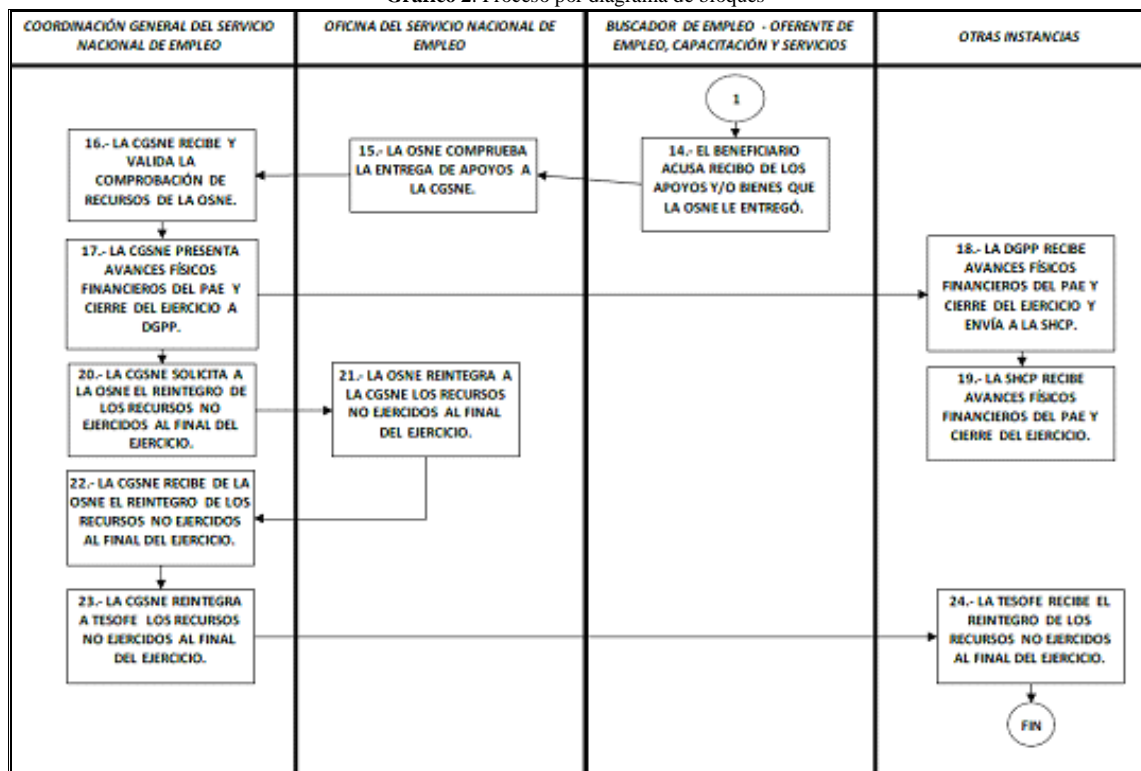 Gráfico 2. Proceso por diagrama de bloques
COORDINACIÓN GENERAL DEL SERVICIO
NACIONAL DE EMPLEO
OFICINA DEL SERVICIO NACIONAL DE
EMPLEO
BUSCADOR DE EMPLEO - OFERENTE DE
EMPLEO, CAPACITACIÓN Y SERVICIOS
OTRAS INSTANCIAS
1
14.- EL BENEFICIARIO
ACUSA RECIBO DE LOS
APOYOS Y/O BIENES QUE
LA OSNE LE ENTREGÓ.
15.- LA OSNE COMPRUEBA
LA ENTREGA DE APOYOS A
LA CGSNE.
16.- LA CGSNE RECIBE Y
VALIDA LA
COMPROBACIÓN DE
RECURSOS DE LA OSNE.
17.- LA CGSNE PRESENTA
AVANCES FÍSICOS
FINANCIEROS DEL PAE Y
CIERRE DEL EJERCICIO A
DGPP.
18.- LA DGPP RECIBE
AVANCES FÍSICOS
FINANCIEROS DEL PAE Y
CIERRE DEL EJERCICIO Y
ENVÍA A LA SHCP.
19.- LA SHCP RECIBE
AVANCES FÍSICOS
FINANCIEROS DEL PAE Y
CIERRE DEL EJERCICIO.
20.- LA CGSNE SOLICITA A
LA OSNE EL REINTEGRO DE
LOS RECURSOS NO
EJERCIDOS AL FINAL DEL
EJERCICIO.
21.- LA OSNE REINTEGRA A
LA CGSNE LOS RECURSOS
NO EJERCIDOS AL FINAL
DEL EJERCICIO.
22.- LA CGSNE RECIBE DE LA
OSNE EL REINTEGRO DE LOS
RECURSOS NO EJERCIDOS
AL FINAL DEL EJERCICIO.
23.- LA CGSNE REINTEGRA
A TESOFE LOS RECURSOS
NO EJERCIDOS AL FINAL
DEL EJERCICIO.
24.- LA TESOFE RECIBE EL
REINTEGRO DE LOS
RECURSOS NO EJERCIDOS
AL FINAL DEL EJERCICIO.
FIN